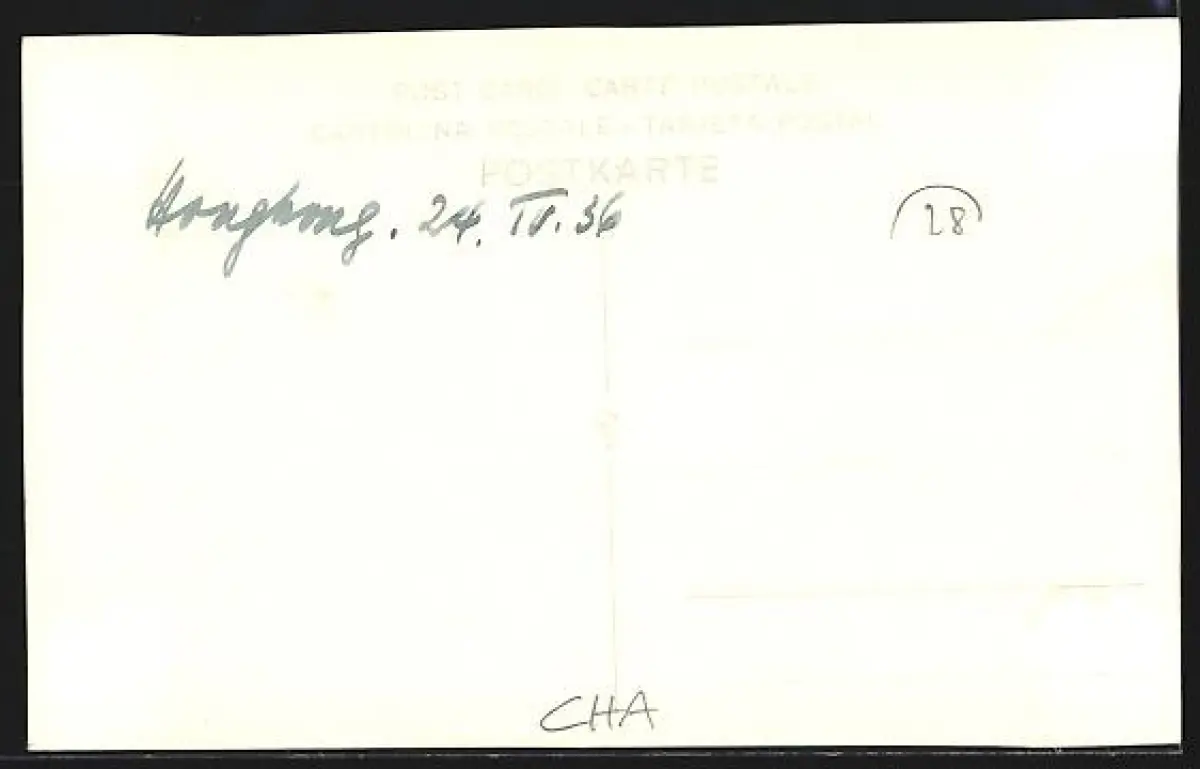 POST CARD CARTE POSTALE
CARTOLINA POSTALE - TARJETA POSTAL
POSTKARTE
Hongkong. 24. IV. 36
28
CHA